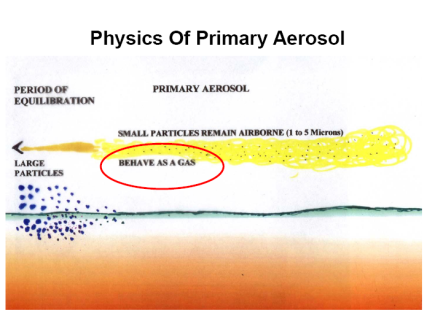 Physics Of Primary Aerosol
PERIOD OF
EQUILIBRATION
PRIMARY AEROSOL
SMALL PARTICLES REMAIN AIRBORNE (1 to 5 Microns)
LARGE
PARTICLES
BEHAVE AS A GAS